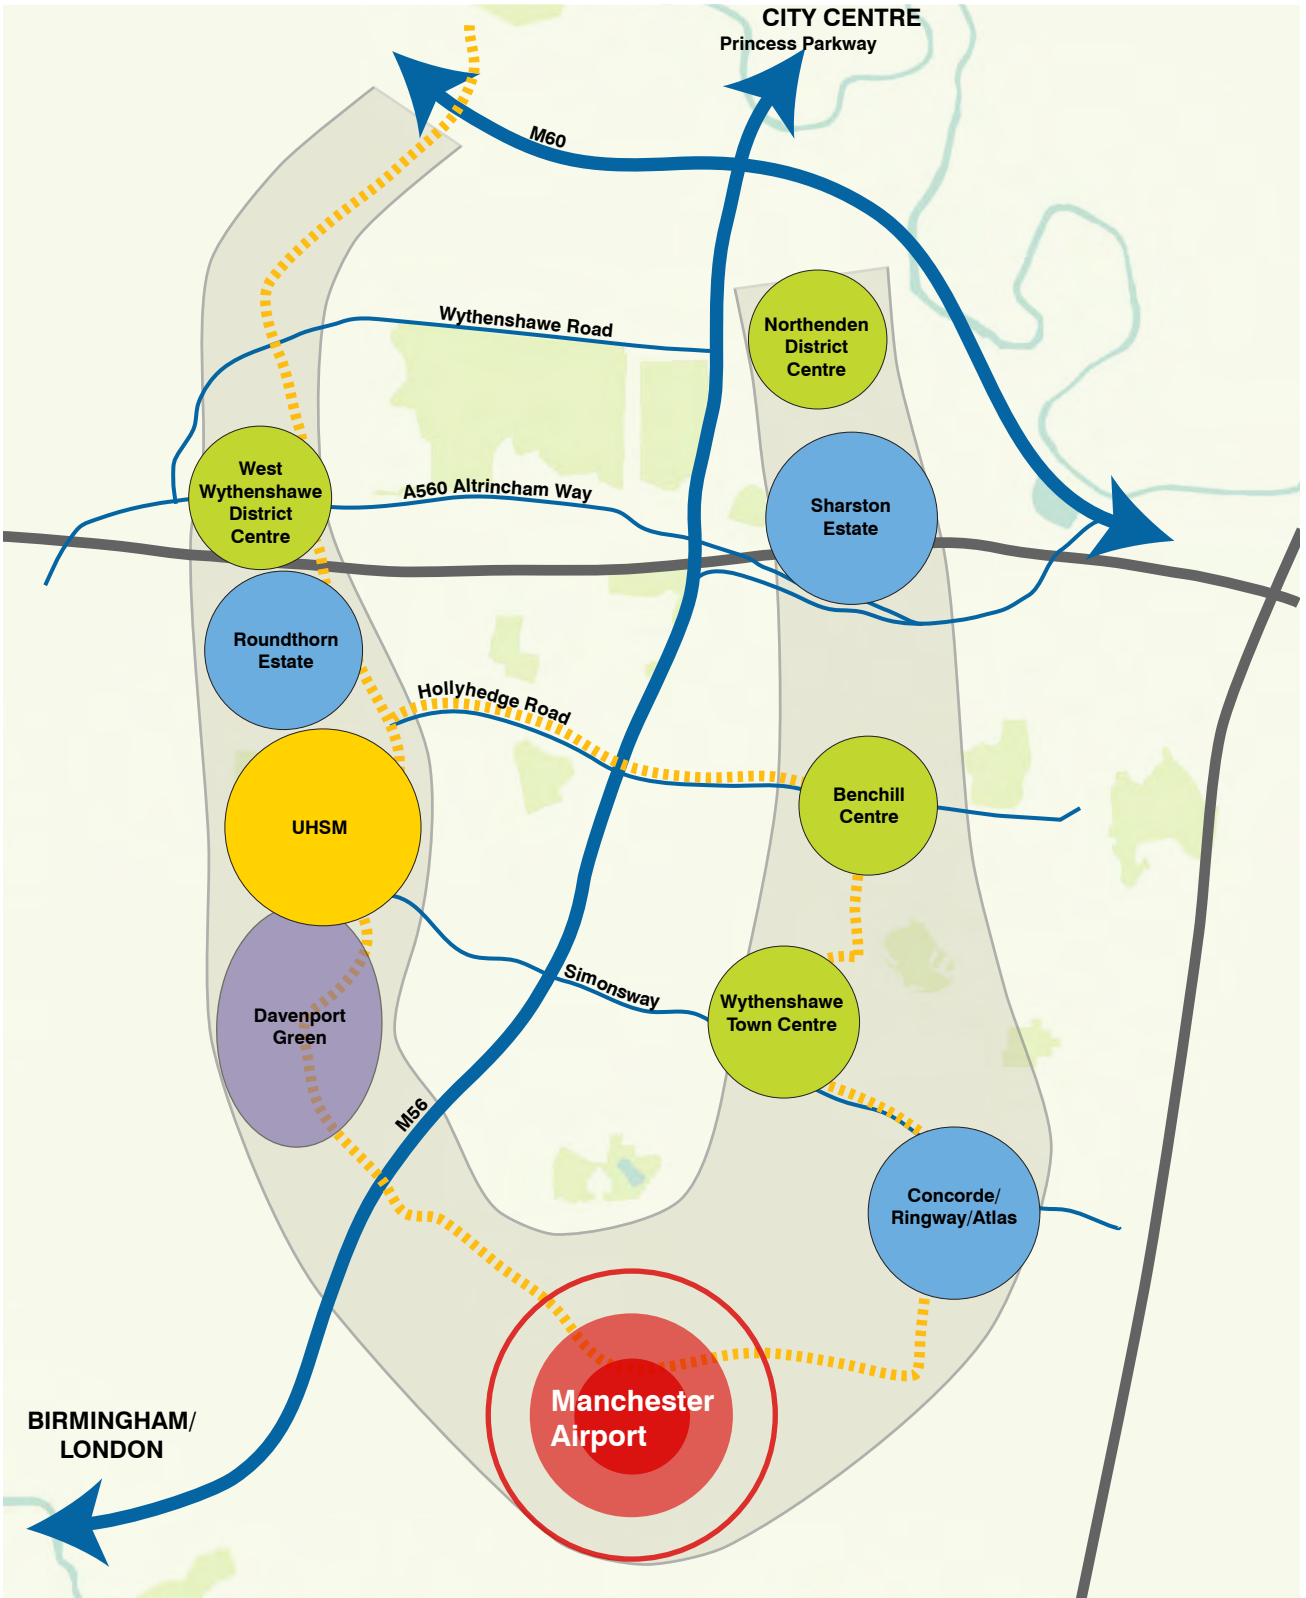 CITY CENTRE
Princess Parkway
M60
Wythenshawe Road
Northenden
District
Centre
West
Wythenshawe
District
Centre
A560 Altrincham Way
Sharston
Estate
Roundthorn
Estate
Hollyhedge Road
Benchill
Centre
UHSM
Simonsway
Wythenshawe
Town Centre
Davenport
Green
M56
Concorde/
Ringway/Atlas
Manchester
Airport
BIRMINGHAM/
LONDON